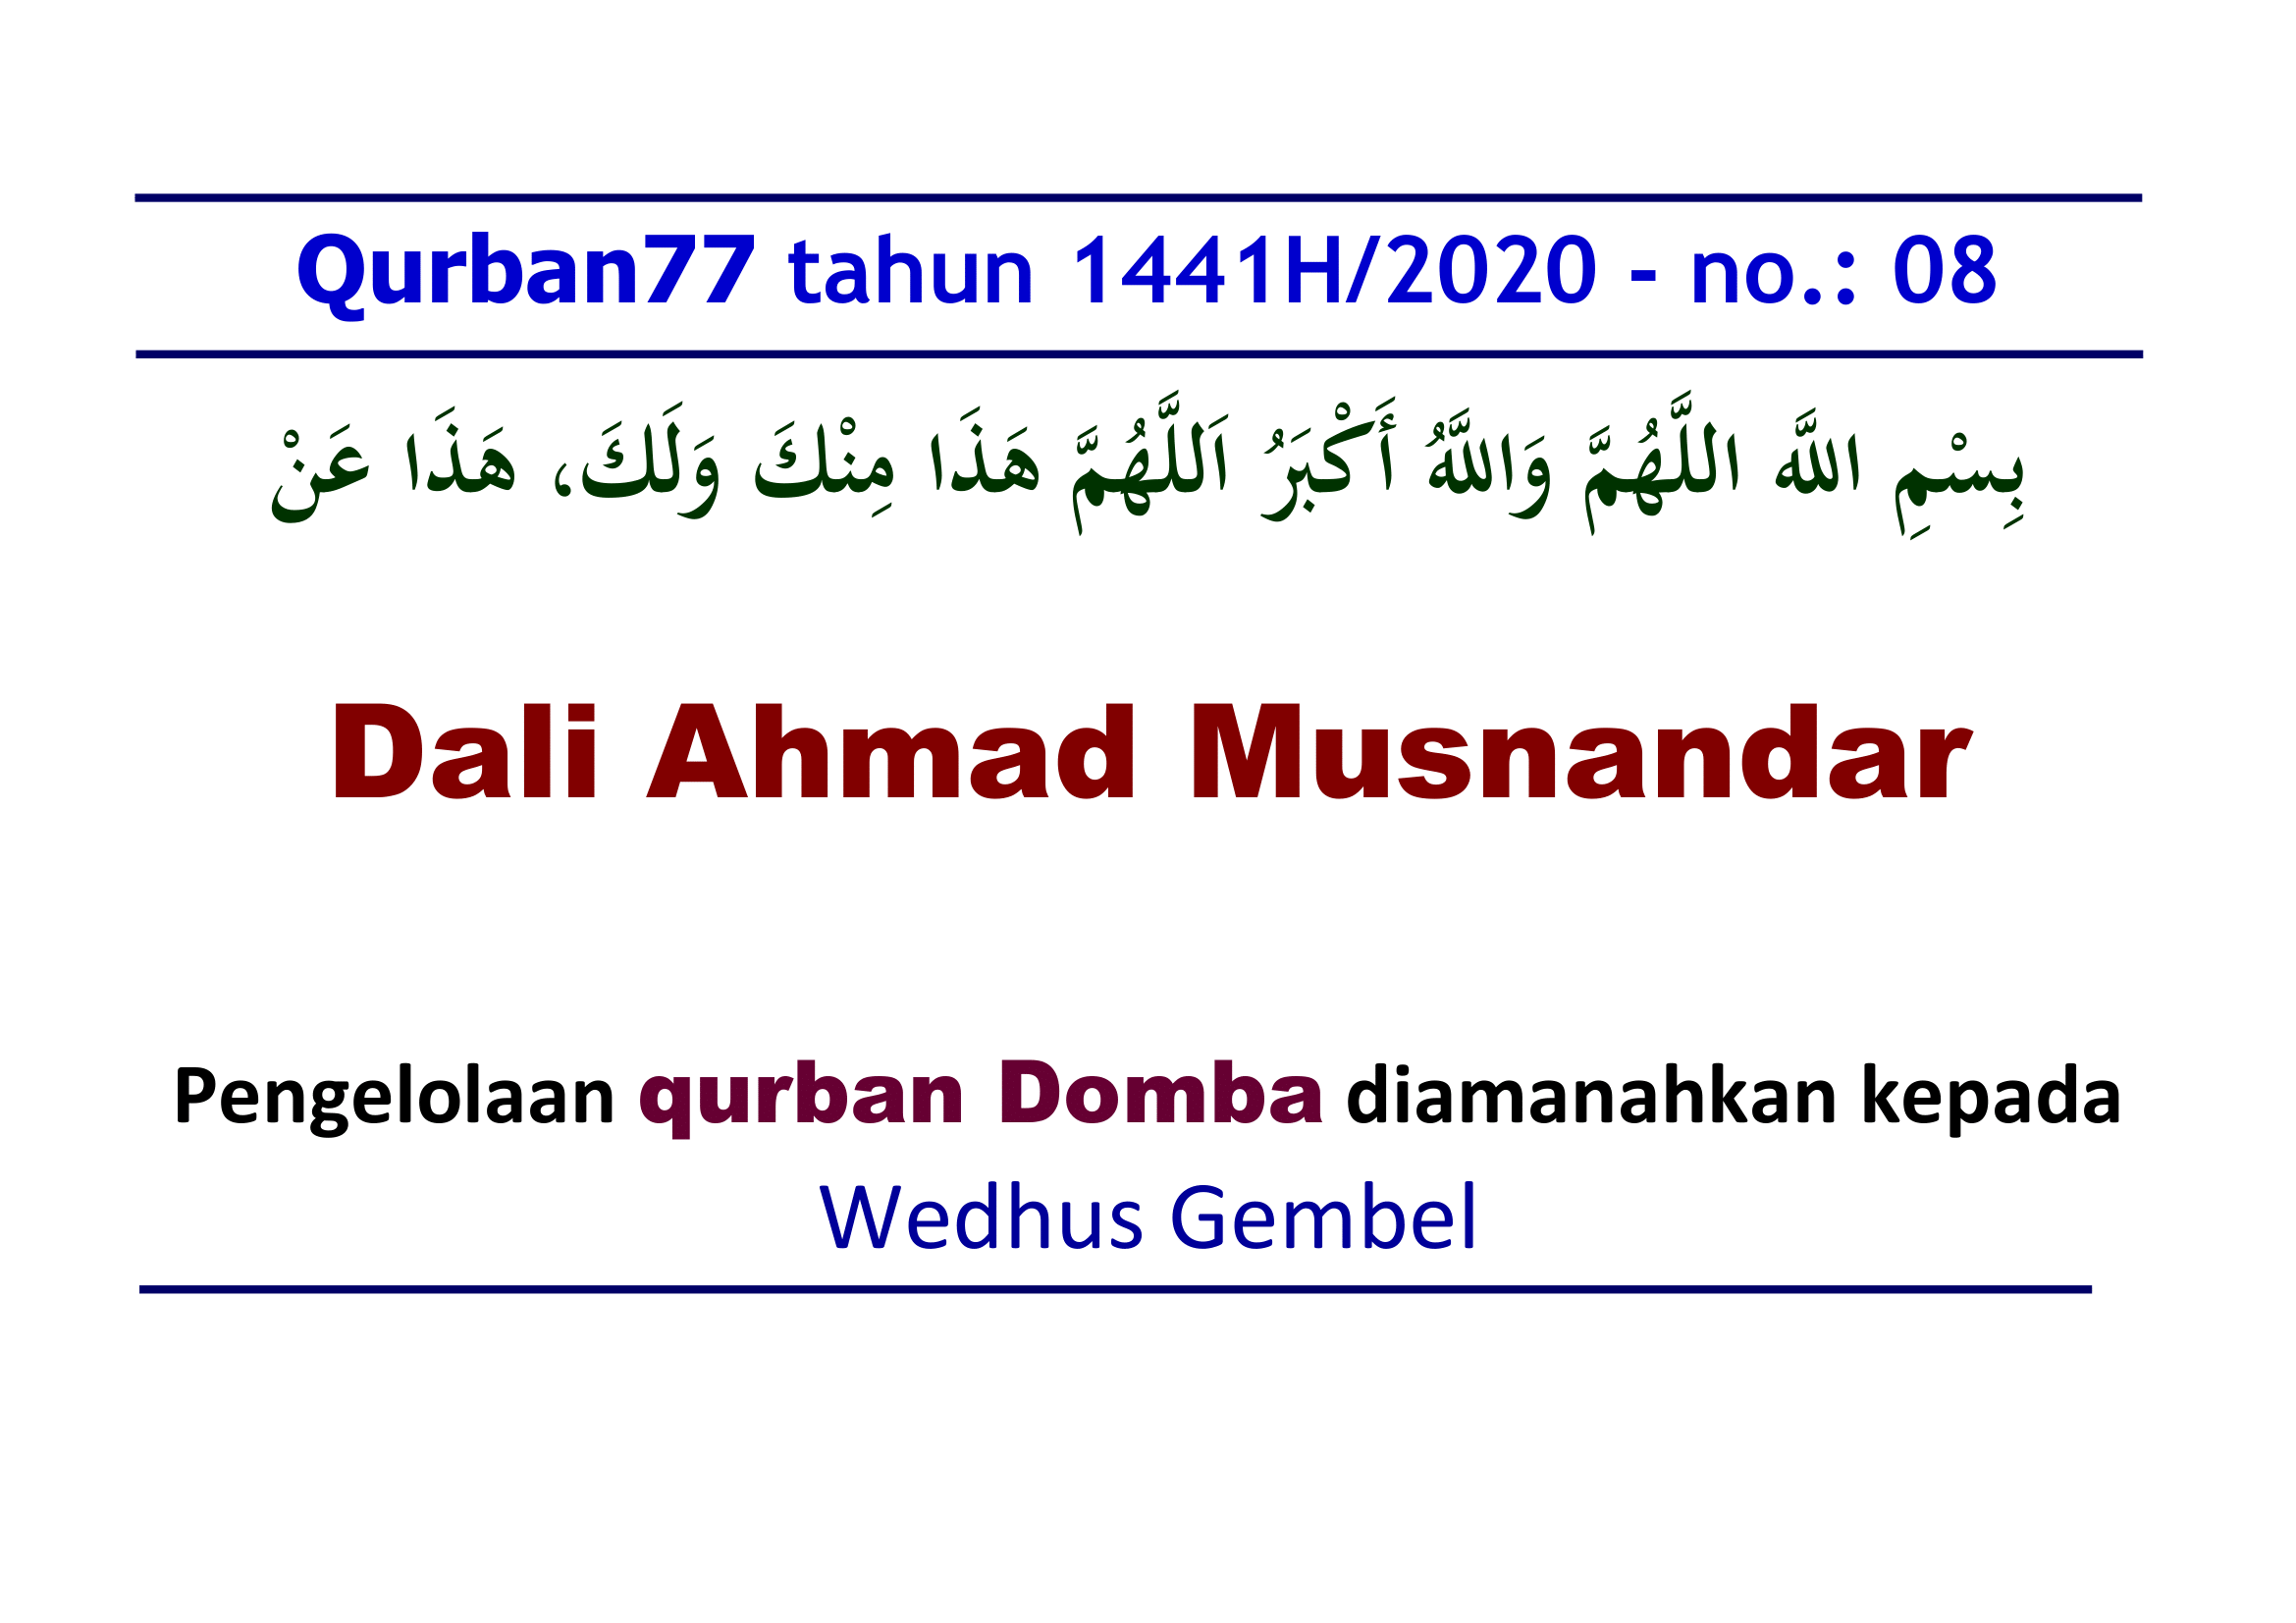 Qurban77 tahun 1441H/2020 - no.: 08
بِسْمِ اللَّه اللَّهُمَّ وَاللَّهُ أَكْبَرُ اَللَّهُمَّ هَذَا مِنْكَ وَلَكَ، هَذَا عَنْ
Dali Ahmad Musnandar
Pengelolaan qurban Domba diamanahkan kepada
Wedhus Gembel